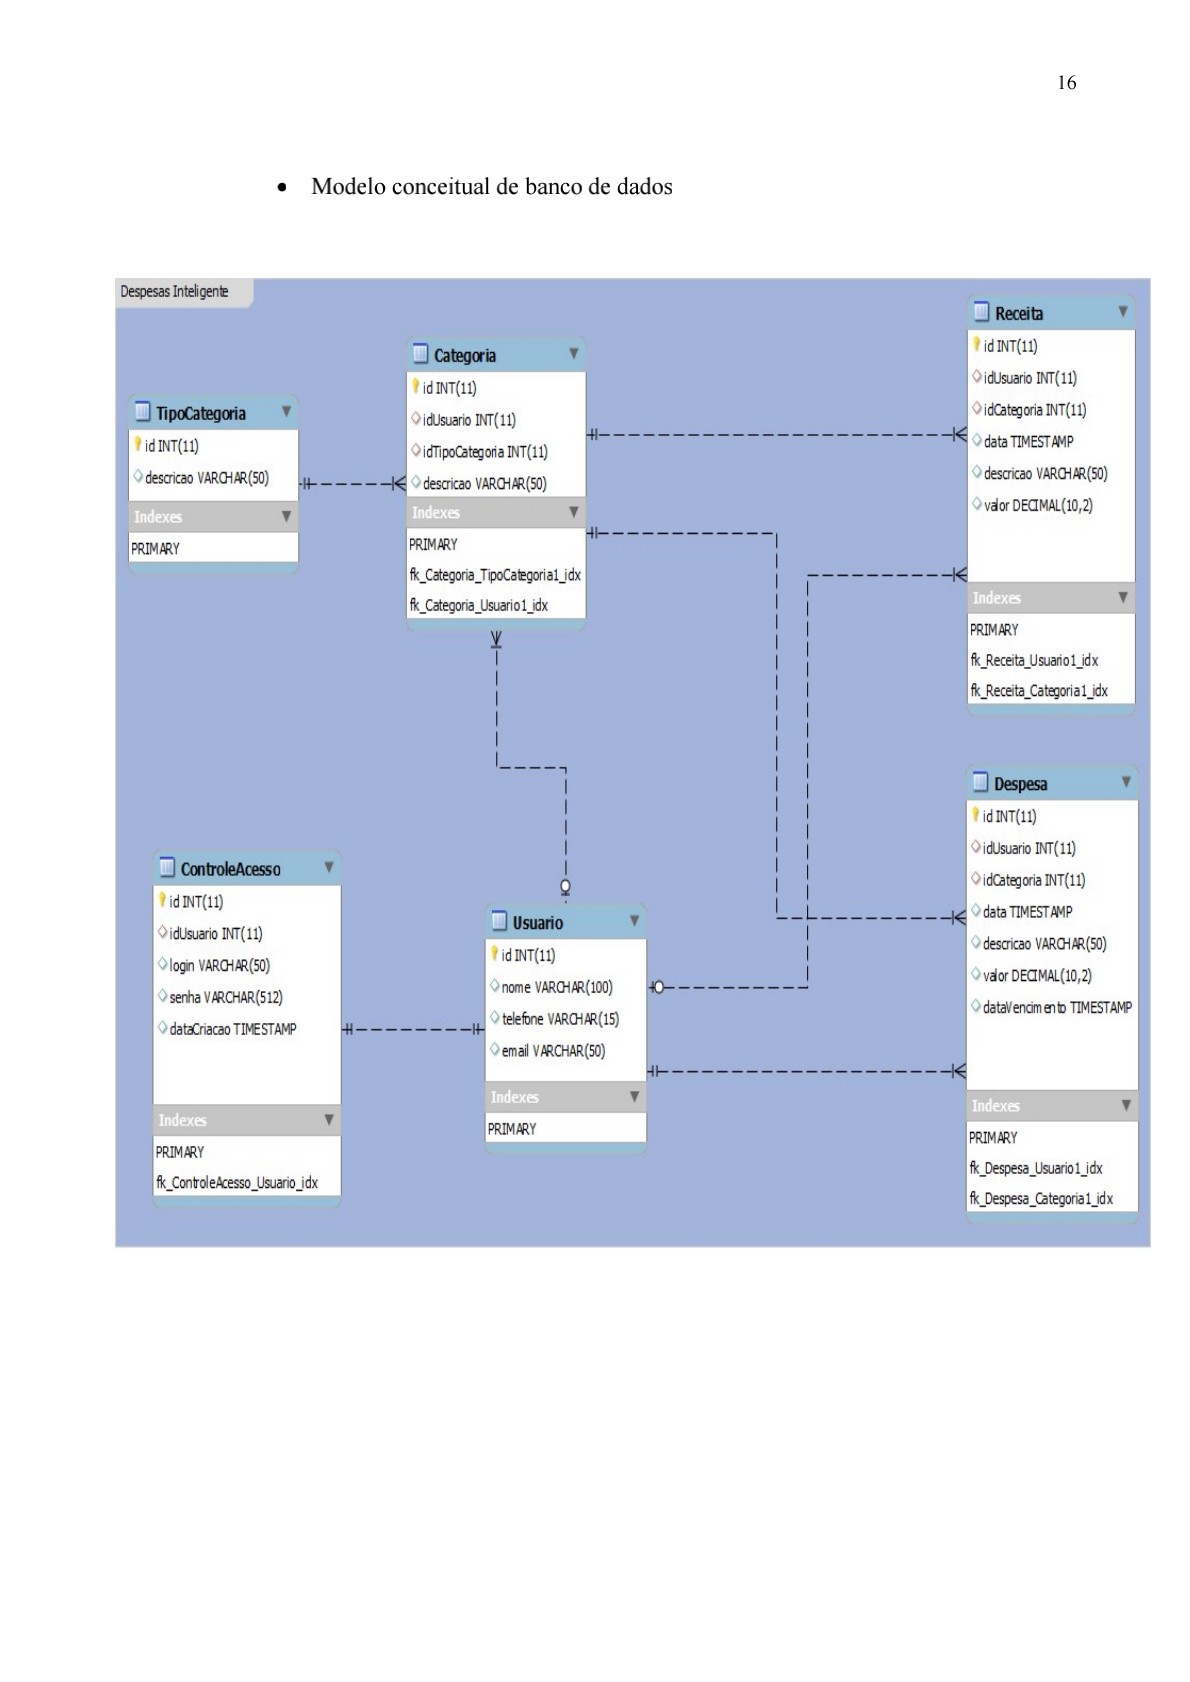 16
• Modelo conceitual de banco de dados
Despesas Inteligente
TipoCategoria
id INT(11)
descricao VARCHAR(50)
Indexes
PRIMARY
Categoria
id INT(11)
idUsuario INT(11)
idTipoCategoria INT(11)
descricao VARCHAR(50)
Indexes
PRIMARY
fk_Categoria_TipoCategoria1_idx
fk_Categoria_Usuario1_idx
Receita
id INT(11)
idUsuario INT(11)
idCategoria INT(11)
data TIMESTAMP
descricao VARCHAR(50)
valor DECIMAL(10,2)
Indexes
PRIMARY
fk_Receita_Usuario1_idx
fk_Receita_Categoria1_idx
ControleAcesso
id INT(11)
idUsuario INT(11)
login VARCHAR(50)
senha VARCHAR(512)
dataCriacao TIMESTAMP
Indexes
PRIMARY
fk_ControleAcesso_Usuario_idx
Usuario
id INT(11)
nome VARCHAR(100)
telefone VARCHAR(15)
email VARCHAR(50)
Indexes
PRIMARY
Despesa
id INT(11)
idUsuario INT(11)
idCategoria INT(11)
data TIMESTAMP
descricao VARCHAR(50)
valor DECIMAL(10,2)
dataVencimento TIMESTAMP
Indexes
PRIMARY
fk_Despesa_Usuario1_idx
fk_Despesa_Categoria1_idx